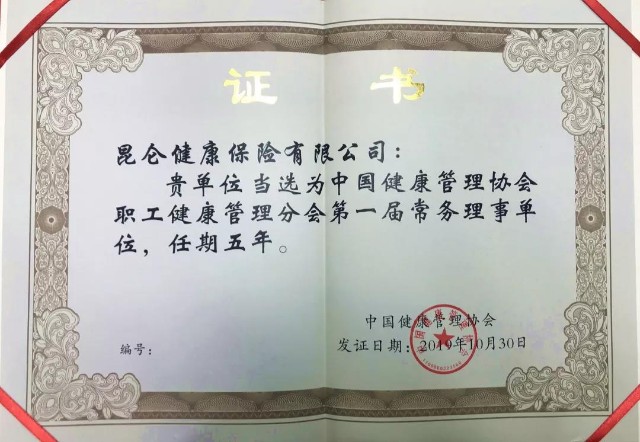 证 书
昆仑健康保险有限公司：
贵单位当选为中国健康管理协会
职工健康管理分会第一届常务理事单
位，任期五年。
中国健康管理协会
编号：
发证日期：2019年10月30日